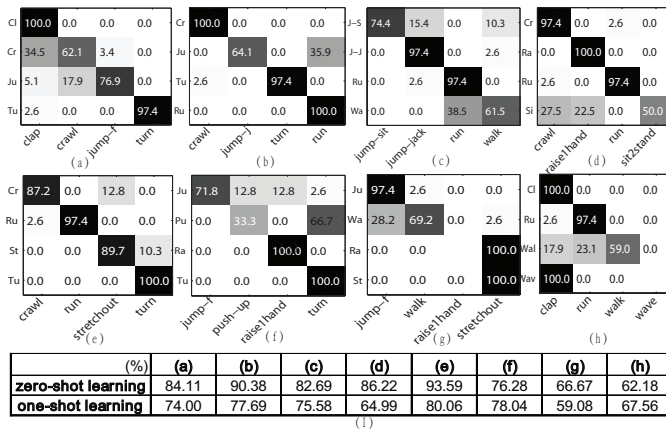 Cl 100.0 0.0 0.0 0.0
Cr 34.5 62.1 3.4 0.0
Ju 5.1 17.9 76.9 0.0
Tu 2.6 0.0 0.0 97.4
clap crawl jump-f turn
(a)
Cr 100.0 0.0 0.0 0.0
Ju 0.0 64.1 0.0 35.9
Tu 2.6 0.0 97.4 0.0
Ru 0.0 0.0 0.0 100.0
crawl jump-j turn run
(b)
J-S 74.4 15.4 0.0 10.3
J-J 0.0 97.4 0.0 2.6
Ru 0.0 2.6 97.4 0.0
Wa 0.0 0.0 38.5 61.5
jump-sit jump-jack run walk
(c)
Cr 97.4 0.0 2.6 0.0
Ra 0.0 100.0 0.0 0.0
Ru 0.0 2.6 97.4 0.0
Si 27.5 22.5 0.0 50.0
crawl raise1hand run sit2stand
(d)
Cr 87.2 0.0 12.8 0.0
Ru 2.6 97.4 0.0 0.0
St 0.0 0.0 89.7 10.3
Tu 0.0 0.0 0.0 100.0
crawl run stretchout turn
(e)
Ju 71.8 12.8 12.8 2.6
Pu 0.0 33.3 0.0 66.7
Ra 0.0 0.0 100.0 0.0
Tu 0.0 0.0 0.0 100.0
jump-f push-up raise1hand turn
(f)
Ju 97.4 2.6 0.0 0.0
Wa 28.2 69.2 0.0 2.6
Ra 0.0 0.0 100.0
St 0.0 0.0 0.0 100.0
jump-f walk raise1hand stretchout
(g)
Cl 100.0 0.0 0.0 0.0
Ru 2.6 97.4 0.0 0.0
Wal 17.9 23.1 59.0 0.0
Wav 100.0 0.0 0.0 0.0
clap run walk wave
(h)
(%) (a) (b) (c) (d) (e) (f) (g) (h)
zero-shot learning 84.11 90.38 82.69 86.22 93.59 76.28 66.67 62.18
one-shot learning 74.00 77.69 75.58 64.99 80.06 78.04 59.08 67.56
(1)